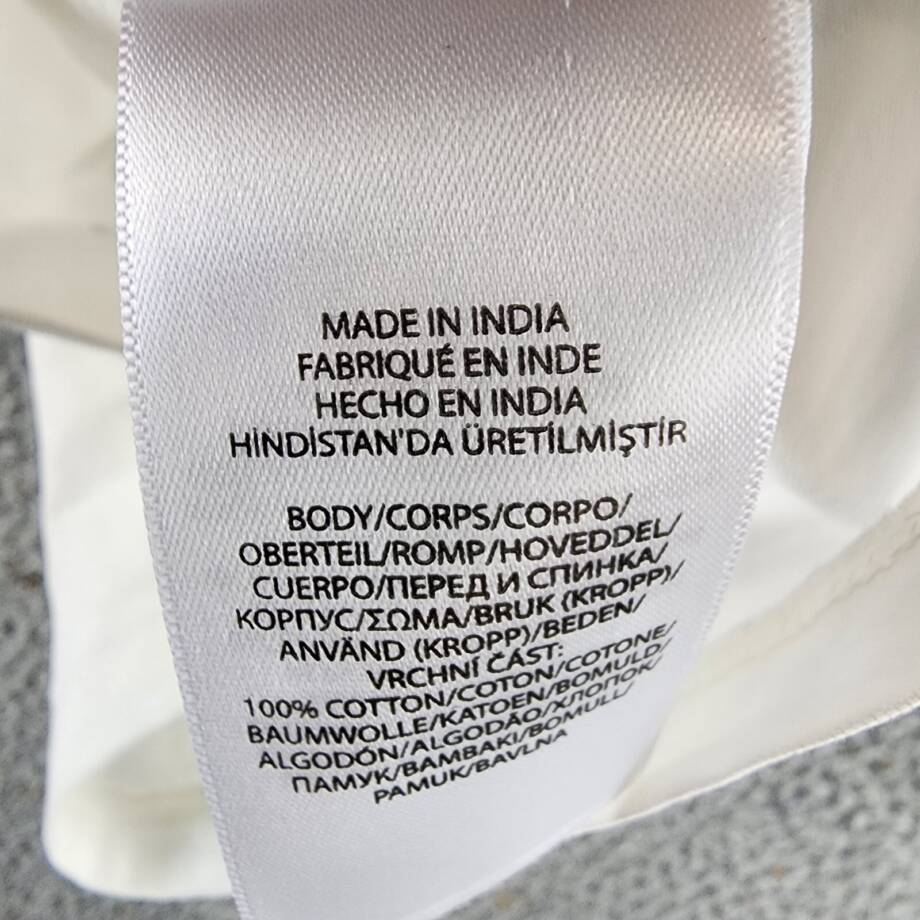 MADE IN INDIA
FABRIQUÉ EN INDE
HECHO EN INDIA
HİNDİSTAN'DA ÜRETİLMİŞTİR
BODY/CORPS/CORPO/
OBERTEIL/ROMP/HOVEDDEL/
CUERPO/ПЕРЕД И СПИНКА/
КОРПУС/ΣΩΜΑ/BRUK (KROPP)/
ANVÄND (KROPP)/BEDEN/
VRCHNÍ ČÁST:
100% COTTON/COTON/COTONE/
BAUMWOLLE/KATOEN/BOMULD/
ALGODÓN/ALGODÃO/ХЛОПОК/
ПАМУК/BAMBAKI/BOMULL/
PAMUK/BAVLNA